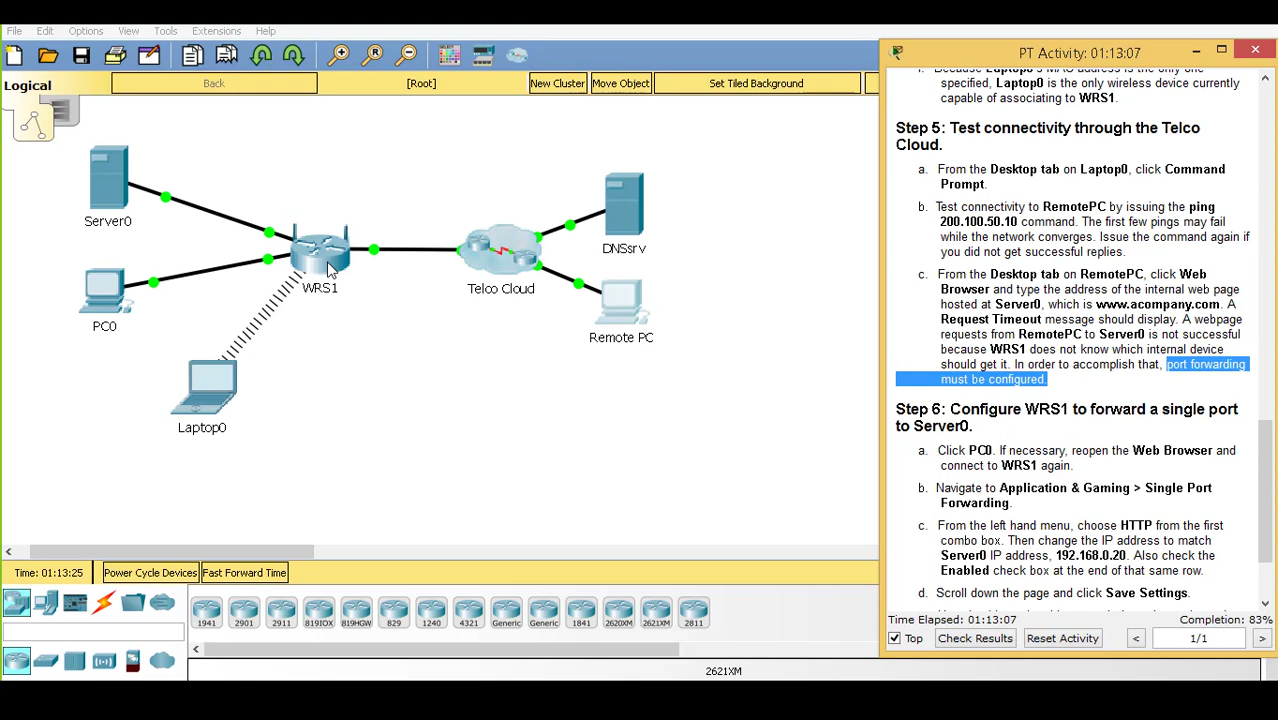 File Edit Options View Tools Extensions Help
PT Activity: 01:13:07
Logical Back [Root] New Cluster Move Object Set Tiled Background
specified, Laptop0 is the only wireless device currently
capable of associating to WRS1.
Step 5: Test connectivity through the Telco
Cloud.
a. From the Desktop tab on Laptop0, click Command
Prompt.
b. Test connectivity to RemotePC by issuing the ping
200.100.50.10 command. The first few pings may fail
while the network converges. Issue the command again if
you did not get successful replies.
c. From the Desktop tab on RemotePC, click Web
Browser and type the address of the internal web page
hosted at Server0, which is www.acompany.com. A
Request Timeout message should display. A webpage
requests from RemotePC to Server0 is not successful
because WRS1 does not know which internal device
should get it. In order to accomplish that, port forwarding
must be configured.
Step 6: Configure WRS1 to forward a single port
to Server0.
a. Click PC0. If necessary, reopen the Web Browser and
connect to WRS1 again.
b. Navigate to Application & Gaming > Single Port
Forwarding.
c. From the left hand menu, choose HTTP from the first
combo box. Then change the IP address to match
Server0 IP address, 192.168.0.20. Also check the
Enabled check box at the end of that same row.
d. Scroll down the page and click Save Settings.
Time Elapsed: 01:13:07 Completion: 83%
Top Check Results Reset Activity < 1/1 >
Server0
DNSsrv
WRS1
Telco Cloud
PC0
Remote PC
Laptop0
Time: 01:13:25 Power Cycle Devices Fast Forward Time
1941 2901 2911 819IOX 819HGW 829 1240 4321 Generic Generic 1841 2620XM 2621XM 2811
2621XM